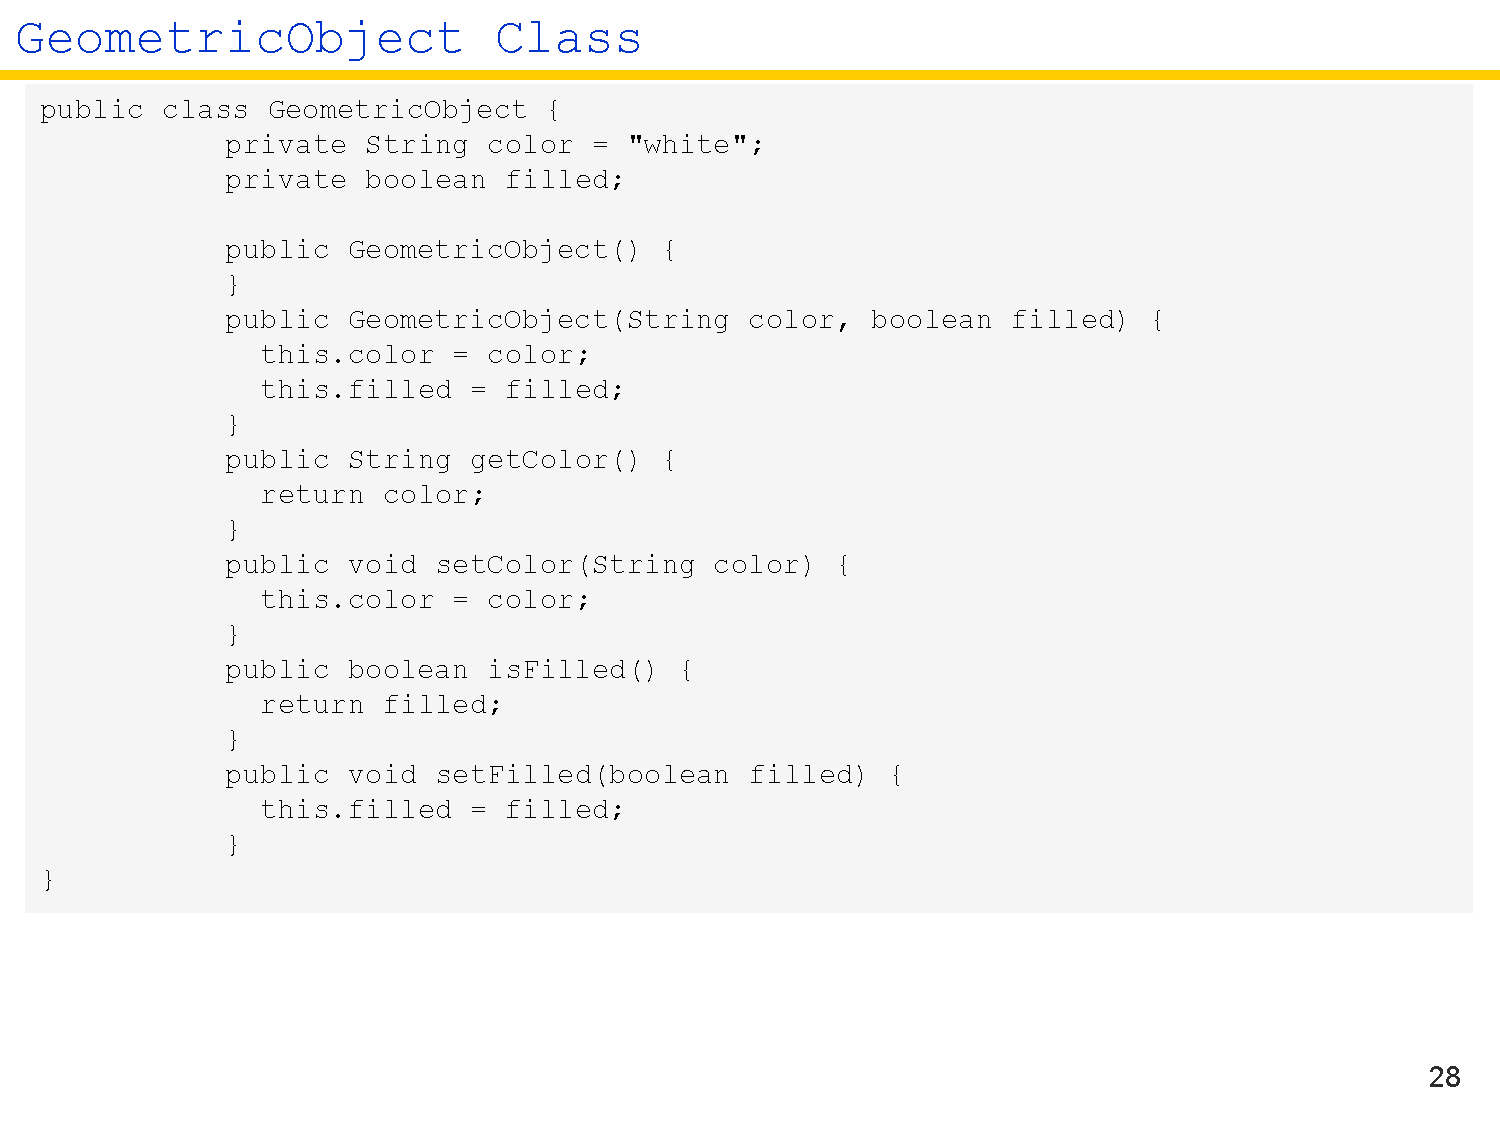 GeometricObject Class
public class GeometricObject {
private String color = "white";
private boolean filled;
public GeometricObject() {
}
public GeometricObject(String color, boolean filled) {
this.color = color;
this.filled = filled;
}
public String getColor() {
return color;
}
public void setColor(String color) {
this.color = color;
}
public boolean isFilled() {
return filled;
}
public void setFilled(boolean filled) {
this.filled = filled;
}
}
28